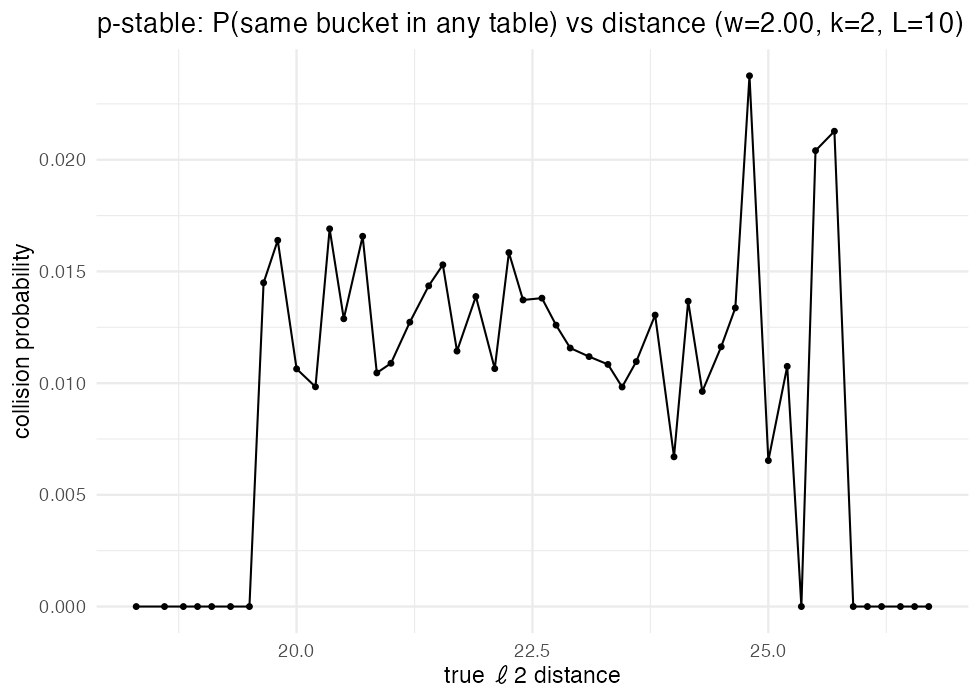 p-stable: P(same bucket in any table) vs distance (w=2.00, k=2, L=10)
collision probability
0.020
0.015
0.010
0.005
0.000
20.0 22.5 25.0
true ℓ 2 distance